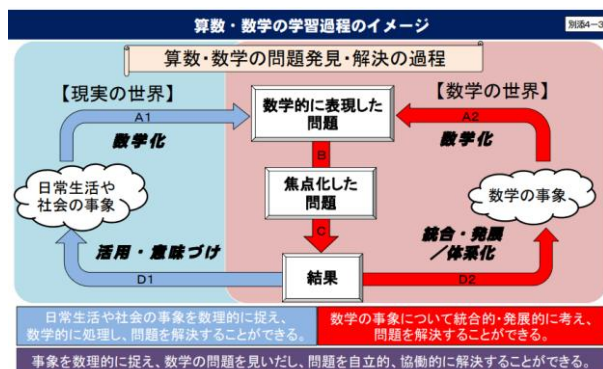 算数・数学の学習過程のイメージ
別添4-3
算数・数学の問題発見・解決の過程
【現実の世界】
【数学の世界】
A1
数学的に表現した
問題
A2
数学化
数学化
B
日常生活や
社会の事象
焦点化した
問題
数学の事象
C
活用・意味づけ
統合・発展
/体系化
結果
D1
D2
日常生活や社会の事象を数理的に捉え、
数学的に処理し、問題を解決することができる。
数学の事象について統合的・発展的に考え、
問題を解決することができる。
事象を数理的に捉え、数学の問題を見いだし、問題を自立的、協働的に解決することができる。